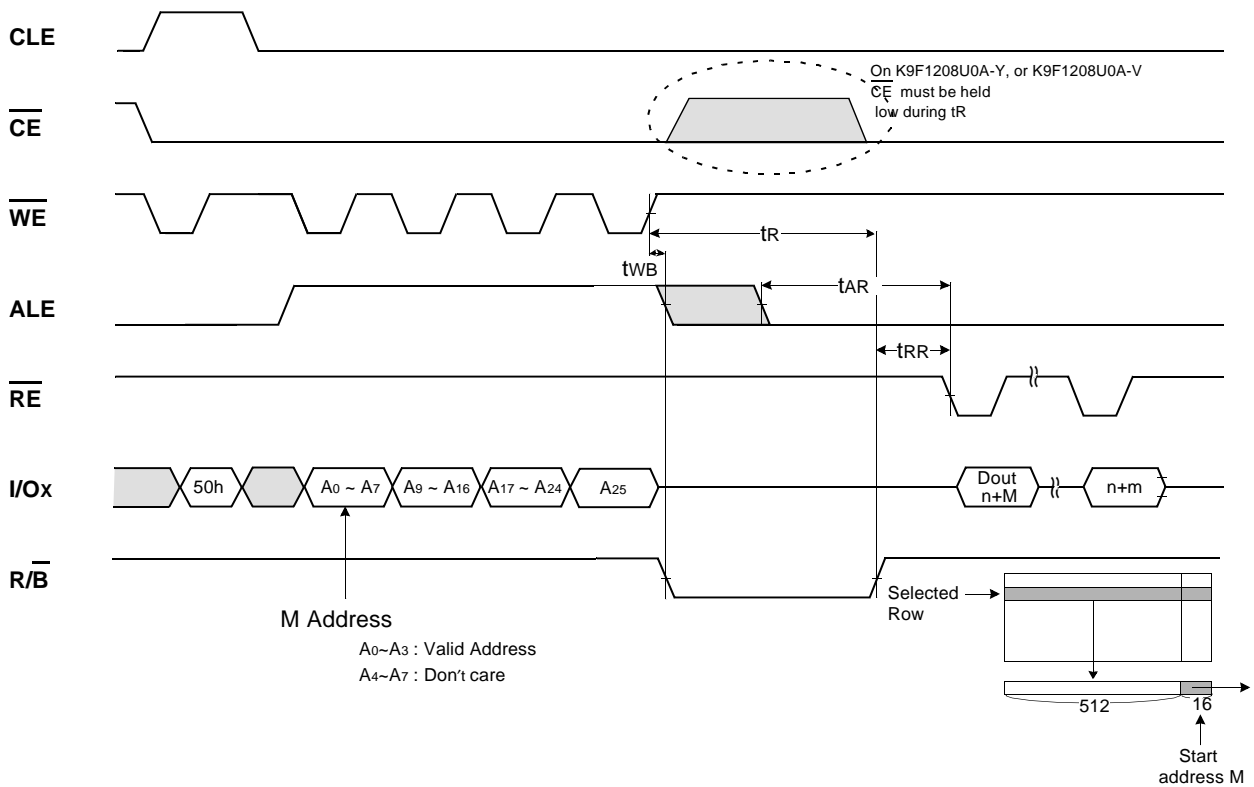 CLE
On K9F1208U0A-Y, or K9F1208U0A-V
CE must be held
low during tR
CE
WE
tR
tWB
ALE
tAR
tRR
RE
I/Ox
50h
A0 ~ A7
A9 ~ A16
A17 ~ A24
A25
Dout
n+M
n+m
R/B
Selected
Row
M Address
A0~A3 : Valid Address
A4~A7 : Don't care
512
16
Start
address M